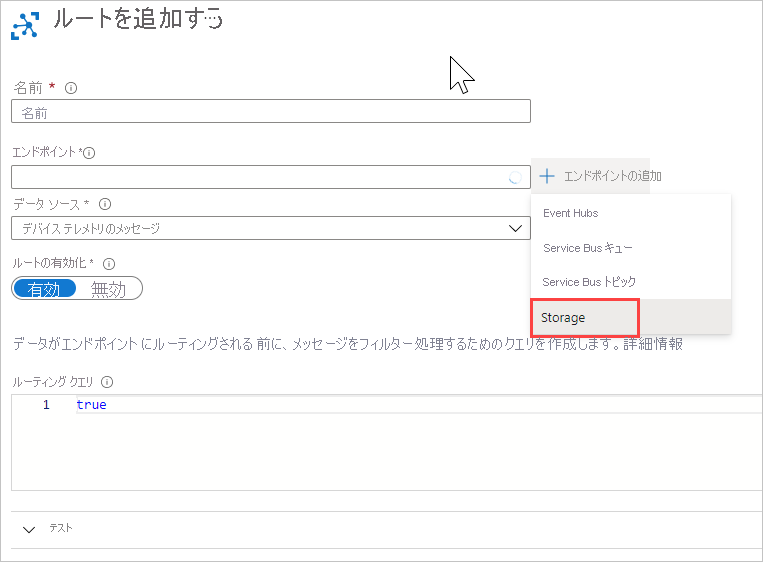 ルートを追加する
名前 *
名前
エンドポイント *
エンドポイントの追加
Event Hubs
Service Bus キュー
Service Bus トピック
Storage
データ ソース *
デバイス テレメトリのメッセージ
ルートの有効化 *
有効 無効
データがエンドポイント にルーティングされる 前に、メッセージをフィルター処理するためのクエリを作成します。詳細情報
ルーティング クエリ
1 true
テスト